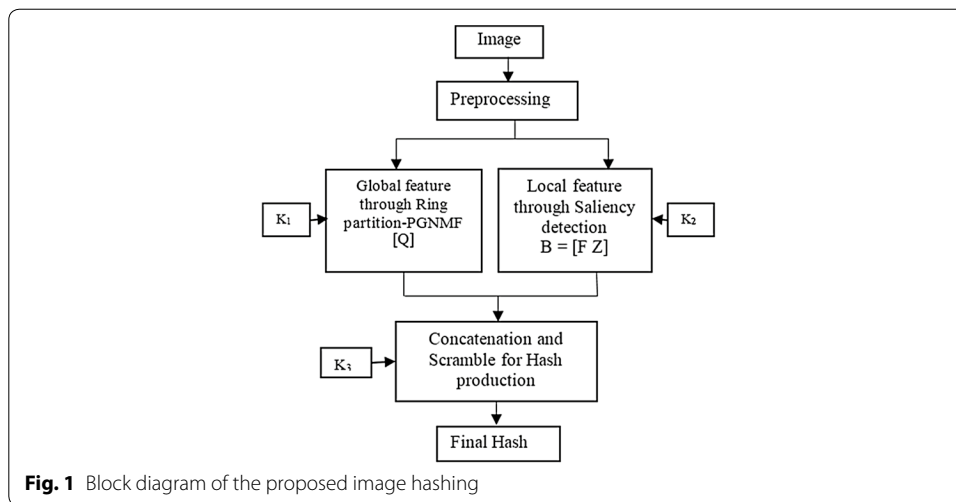 Image
Preprocessing
Global feature
through Ring
partition-PGNMF
[Q]
Local feature
through Saliency
detection
B = [F Z]
K₁
K₂
Concatenation and
Scramble for Hash
production
K₃
Final Hash
Fig. 1 Block diagram of the proposed image hashing